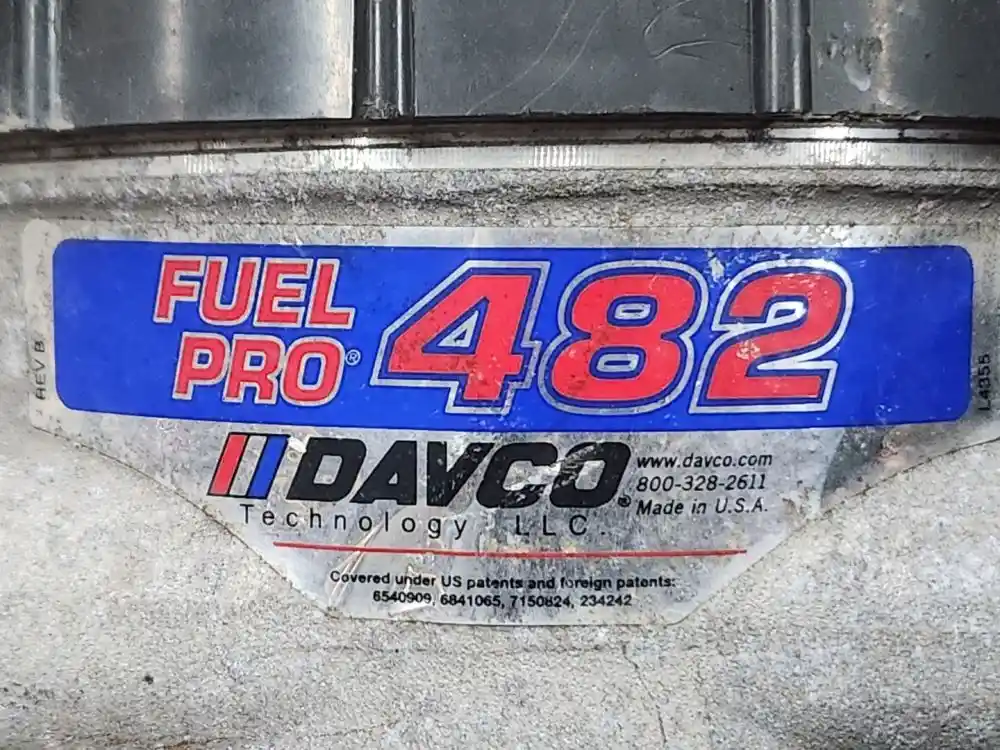 FUEL
PRO® 482
REV B.
L4355
DAVCO®
Technology LLC.
www.davco.com
800-328-2611
Made in U.S.A.
Covered under US patents and foreign patents:
6540909, 6841065, 7150824, 234242